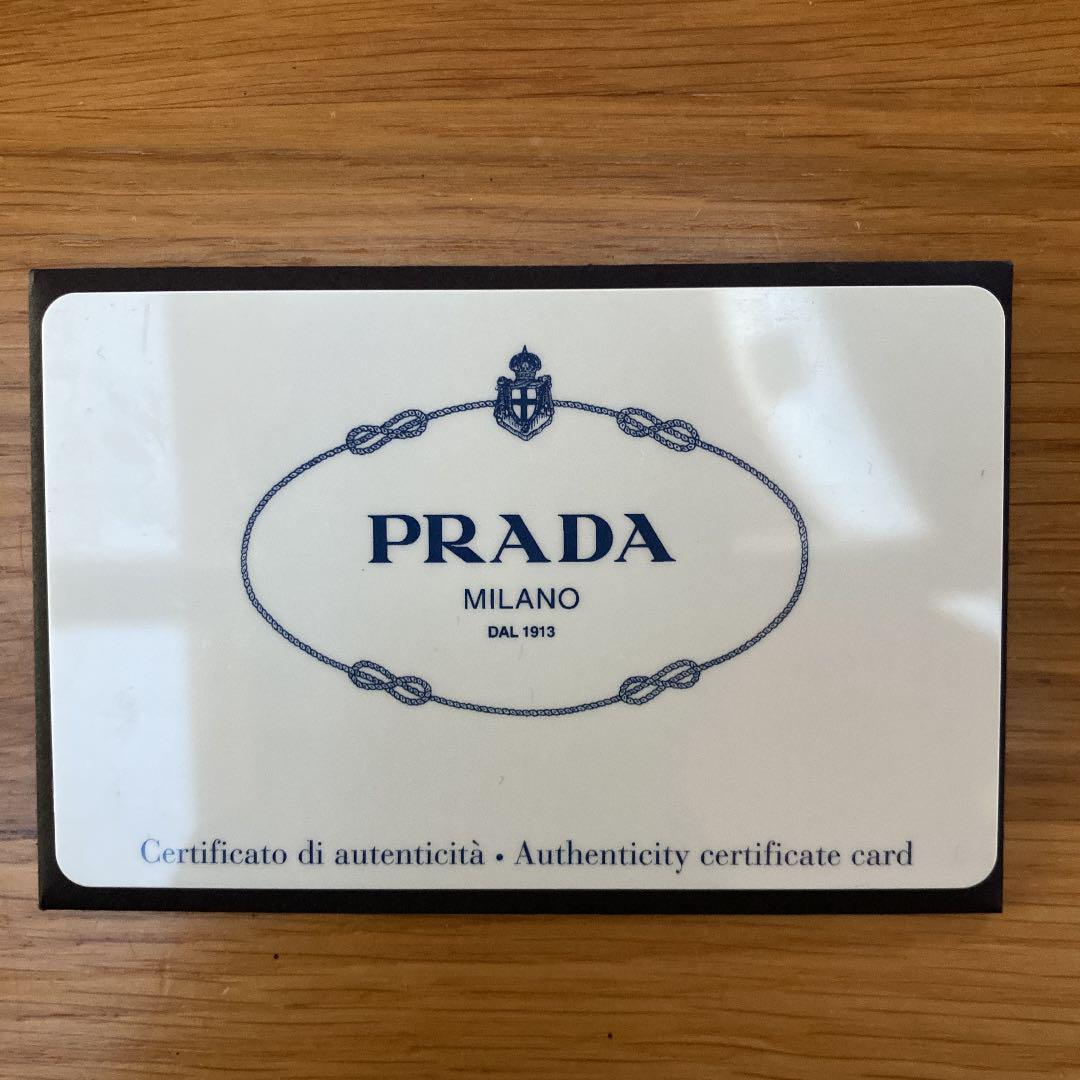 PRADA
MILANO
DAL 1913
Certificato di autenticità • Authenticity certificate card